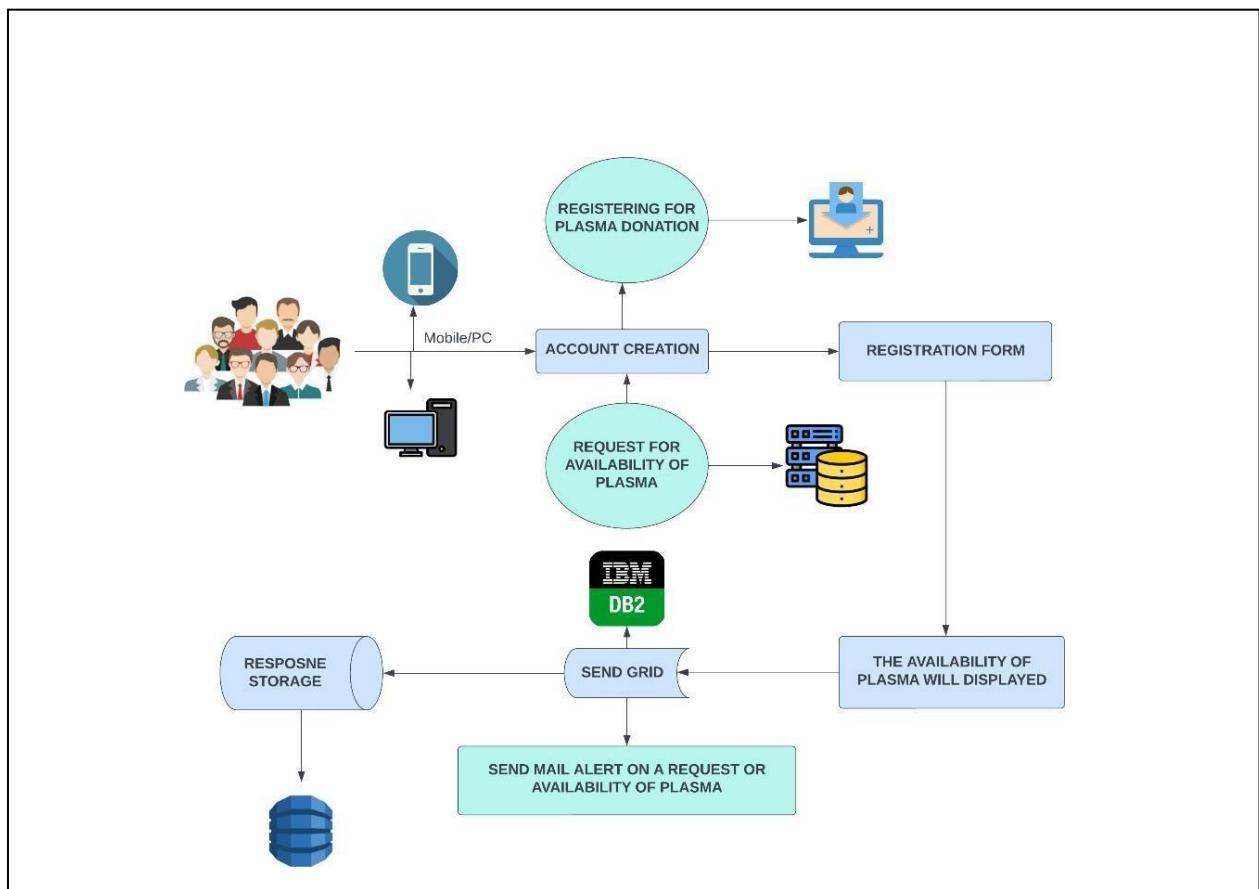 REGISTERING FOR
PLASMA DONATION
Mobile/PC
ACCOUNT CREATION
REGISTRATION FORM
REQUEST FOR
AVAILABILITY OF
PLASMA
IBM
DB2
RESPOSNE
STORAGE
SEND GRID
THE AVAILABILITY OF
PLASMA WILL DISPLAYED
SEND MAIL ALERT ON A REQUEST OR
AVAILABILITY OF PLASMA